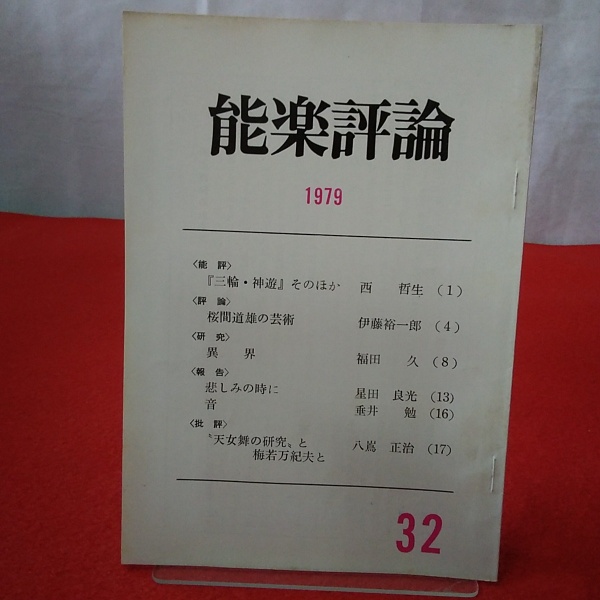 能楽評論
1979
〈能評〉
『三輪・神遊』そのほか 西 哲生 (1)
〈評論〉
桜間道雄の芸術 伊藤裕一郎 (4)
〈研究〉
異界 福田 久 (8)
〈報告〉
悲しみの時に 星田 良光 (13)
音 垂井 勉 (16)
〈批評〉
〝天女舞の研究〟と 八嶌 正治 (17)
梅若万紀夫と
32